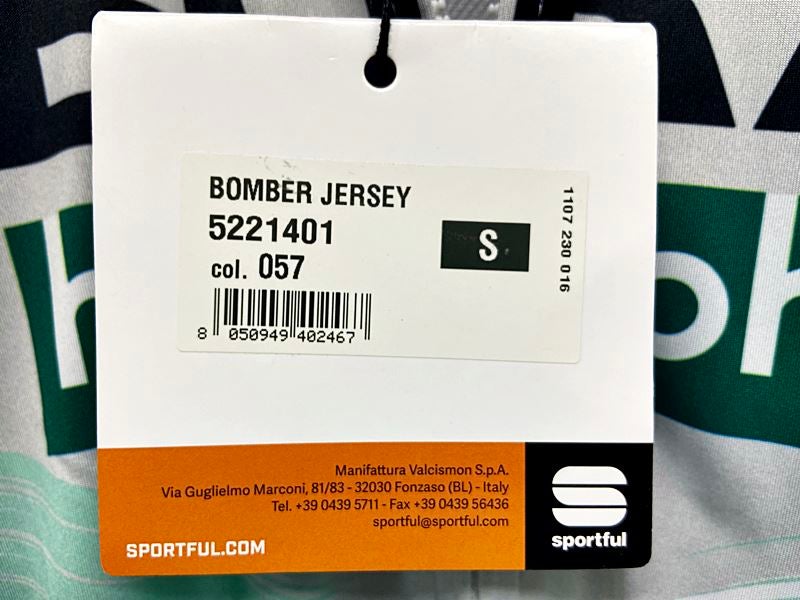 BOMBER JERSEY
5221401
col. 057
S
1107 230 016
8 050949 402467
Manifattura Valcismon S.p.A.
Via Guglielmo Marconi, 81/83 - 32030 Fonzaso (BL) - Italy
Tel. +39 0439 5711 - Fax +39 0439 56436
sportful@sportful.com
SPORTFUL.COM
sportful